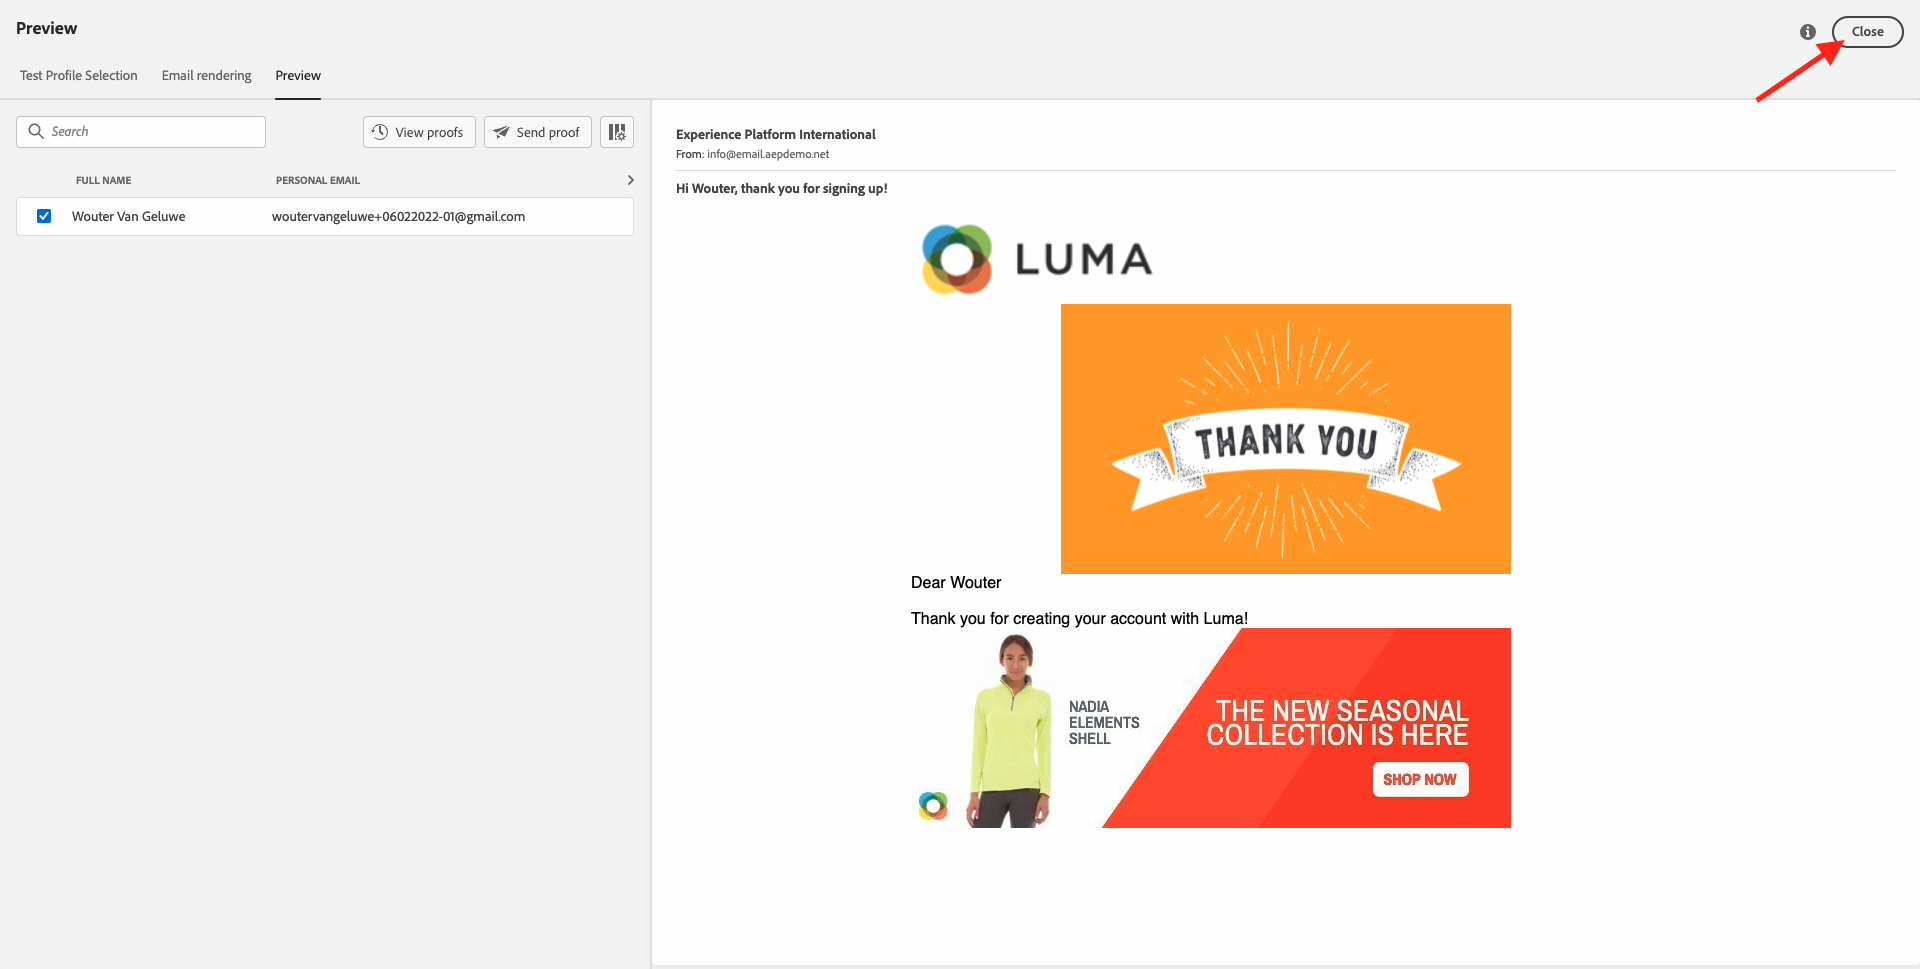 Preview
Close
Test Profile Selection
Email rendering
Preview
Search
View proofs
Send proof
FULL NAME
PERSONAL EMAIL
Wouter Van Geluwe
woutervangeluwe+06022022-01@gmail.com
Experience Platform International
From: info@email.aepdemo.net
Hi Wouter, thank you for signing up!
LUMA
THANK YOU
Dear Wouter
Thank you for creating your account with Luma!
NADIA
ELEMENTS
SHELL
THE NEW SEASONAL
COLLECTION IS HERE
SHOP NOW